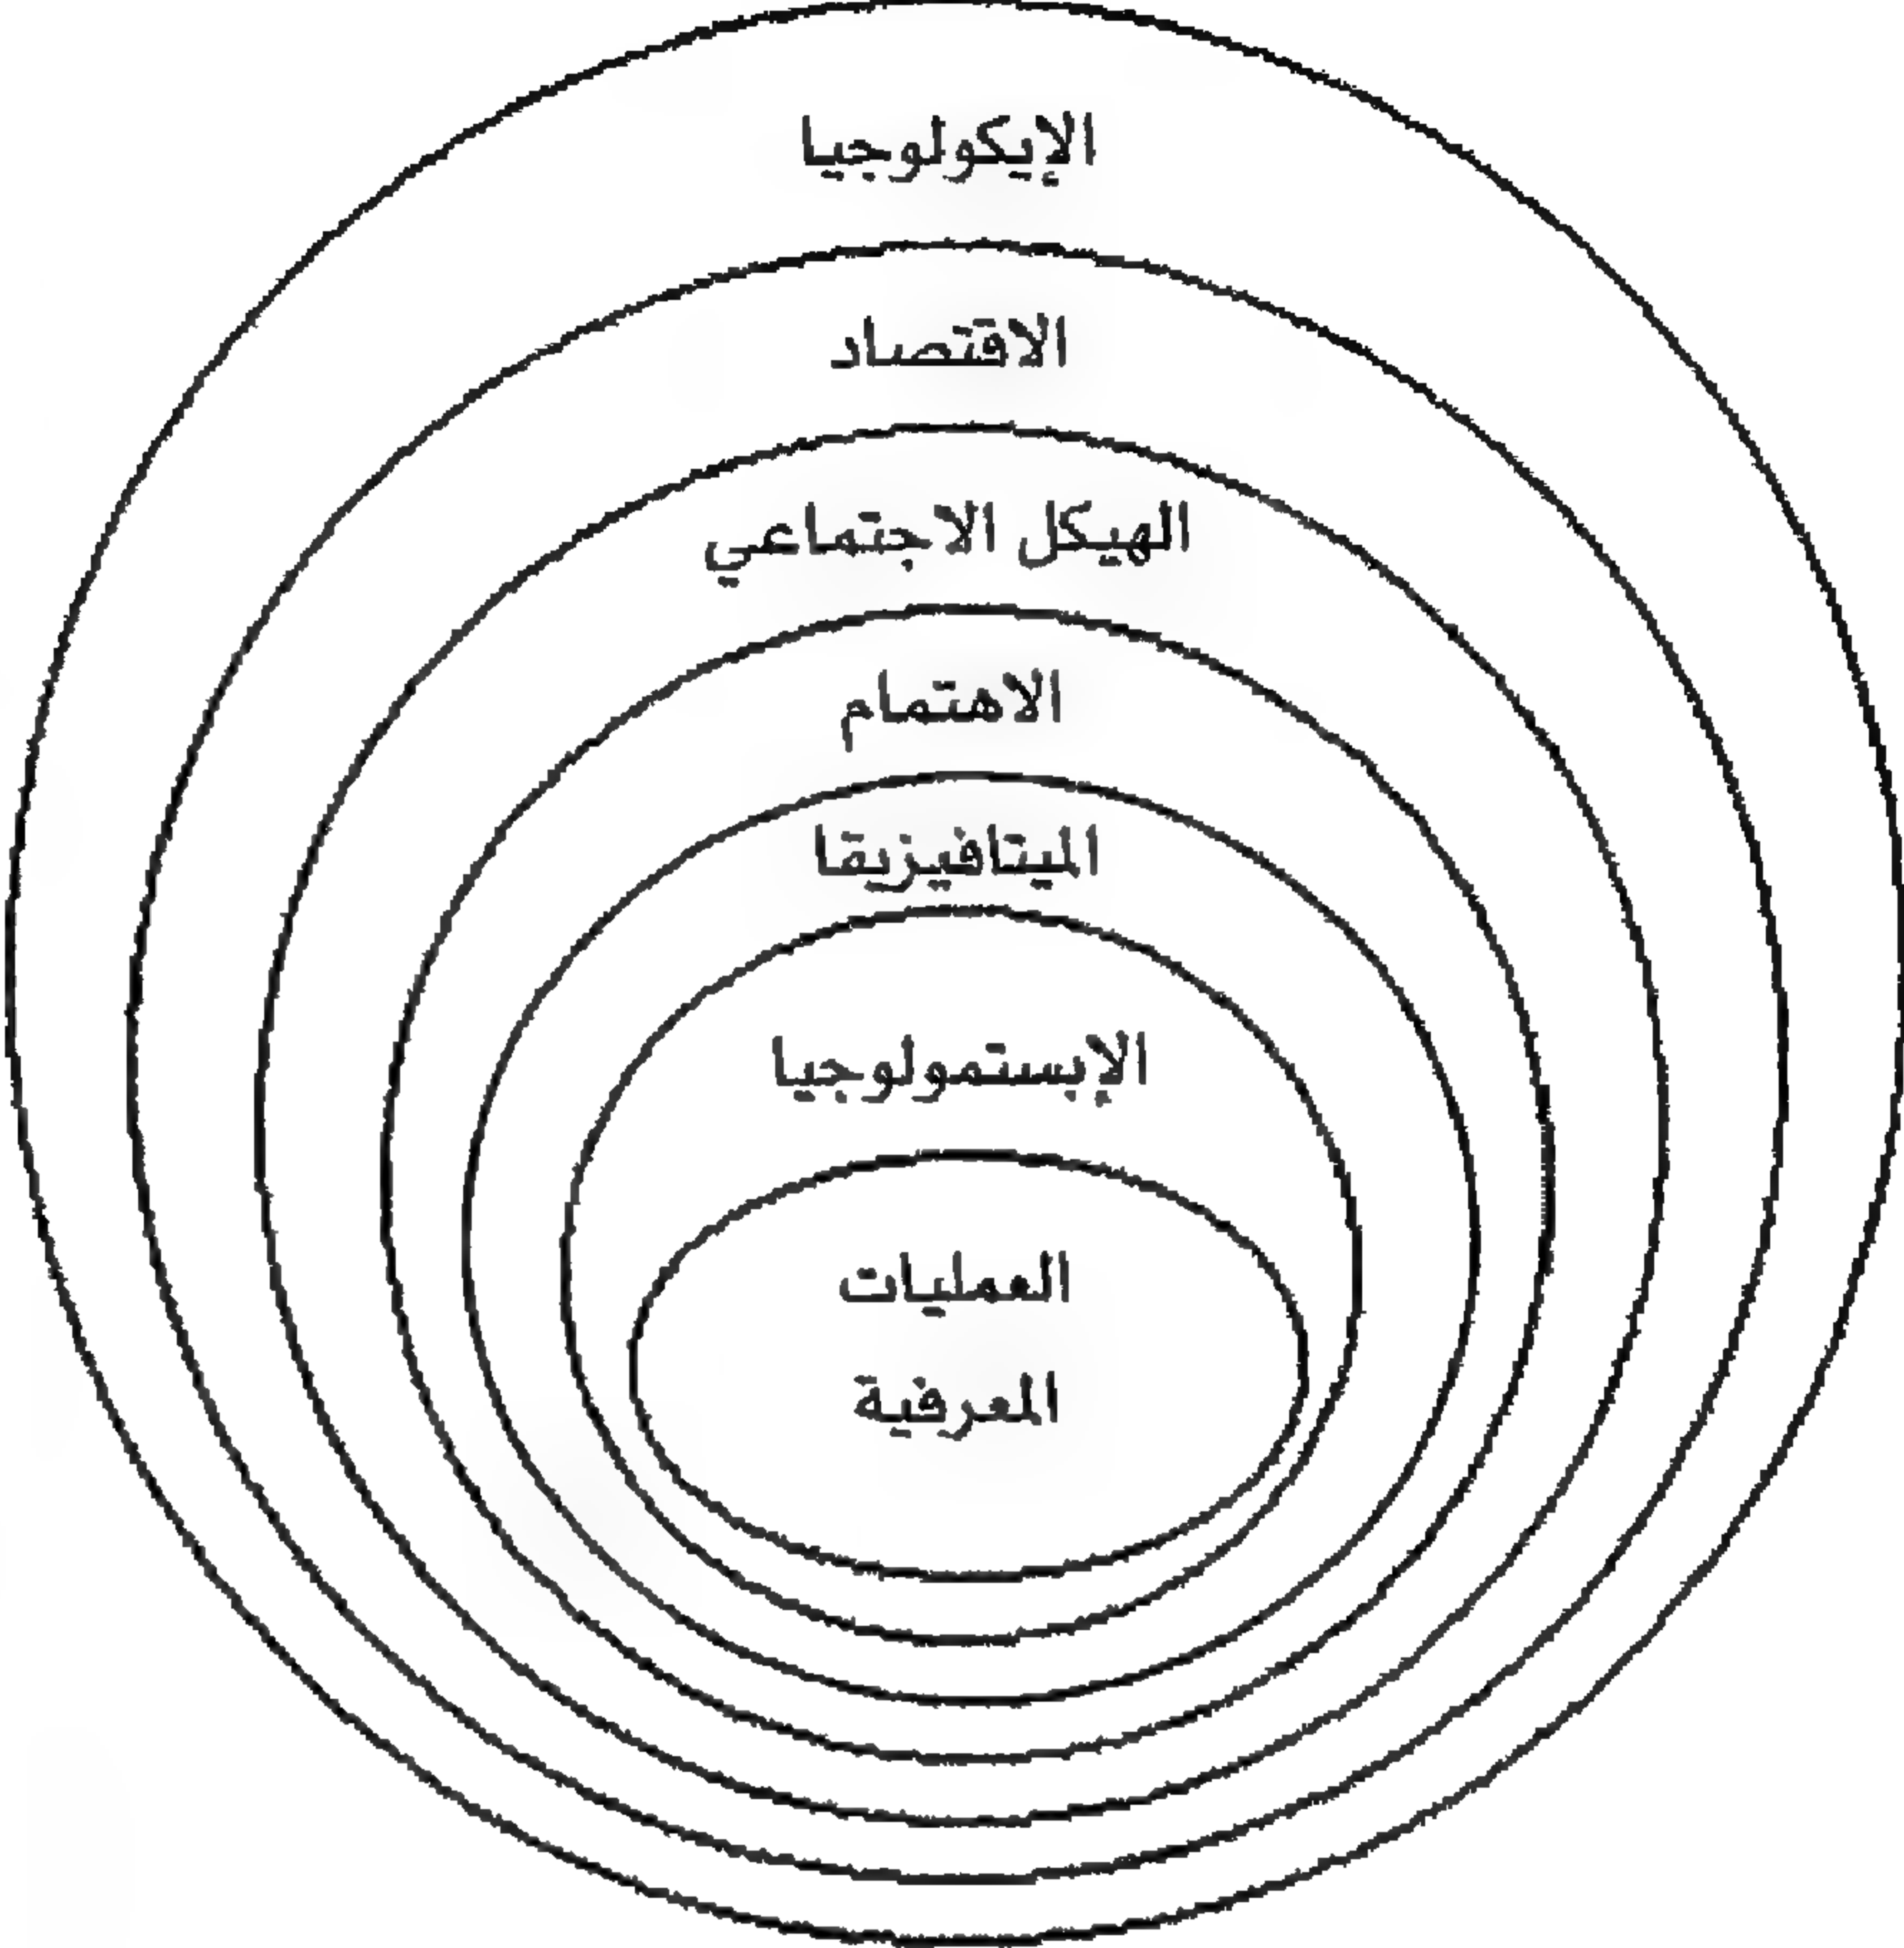 الإيكولوجيا
الاقتصاد
الهيكل الاجتماعي
الاهتمام
الميتافيزيقا
الإبستمولوجيا
العمليات
المعرفية